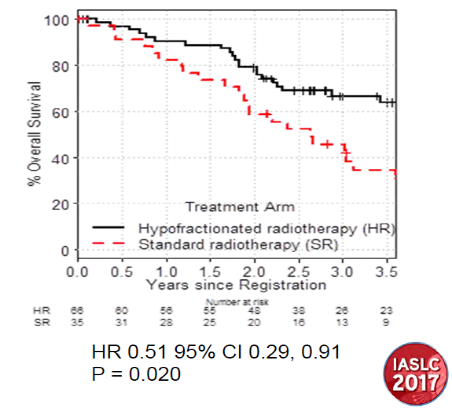 100
80
60
40
20
0
% Overall Survival
Treatment Arm
Hypofractionated radiotherapy (HR)
Standard radiotherapy (SR)
0.0 0.5 1.0 1.5 2.0 2.5 3.0 3.5
Years since Registration
Number at risk
HR 66 60 56 55 48 38 26 23
SR 35 31 28 25 20 16 13 9
HR 0.51 95% CI 0.29, 0.91
P = 0.020
IASLC
2017